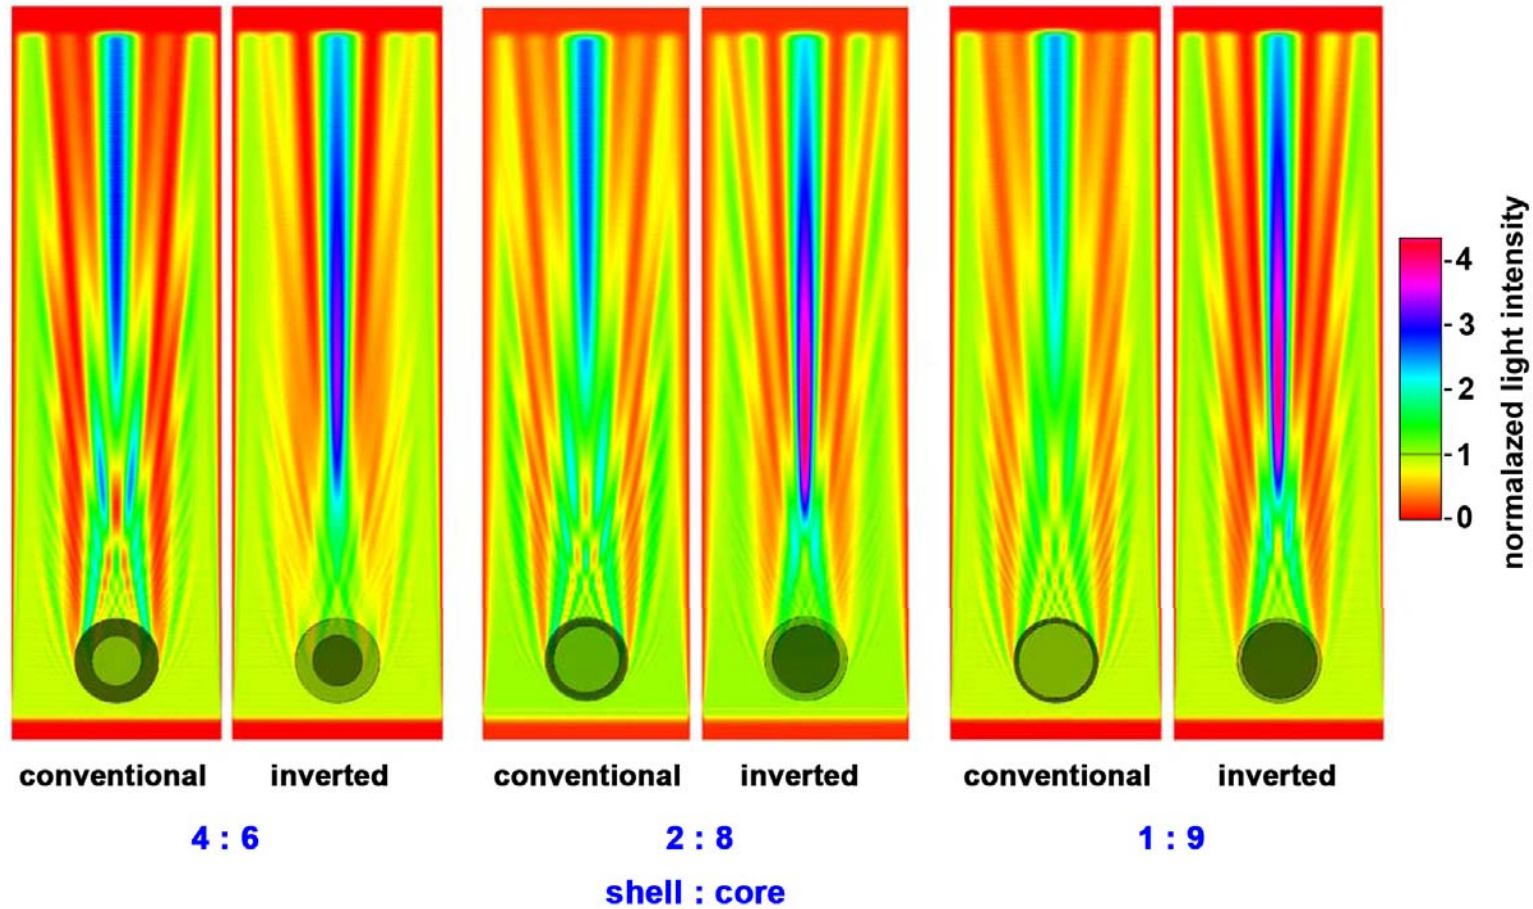 conventional inverted conventional inverted conventional inverted
4 : 6 2 : 8 1 : 9
shell : core
4
3
2
1
0
normalazed light intensity